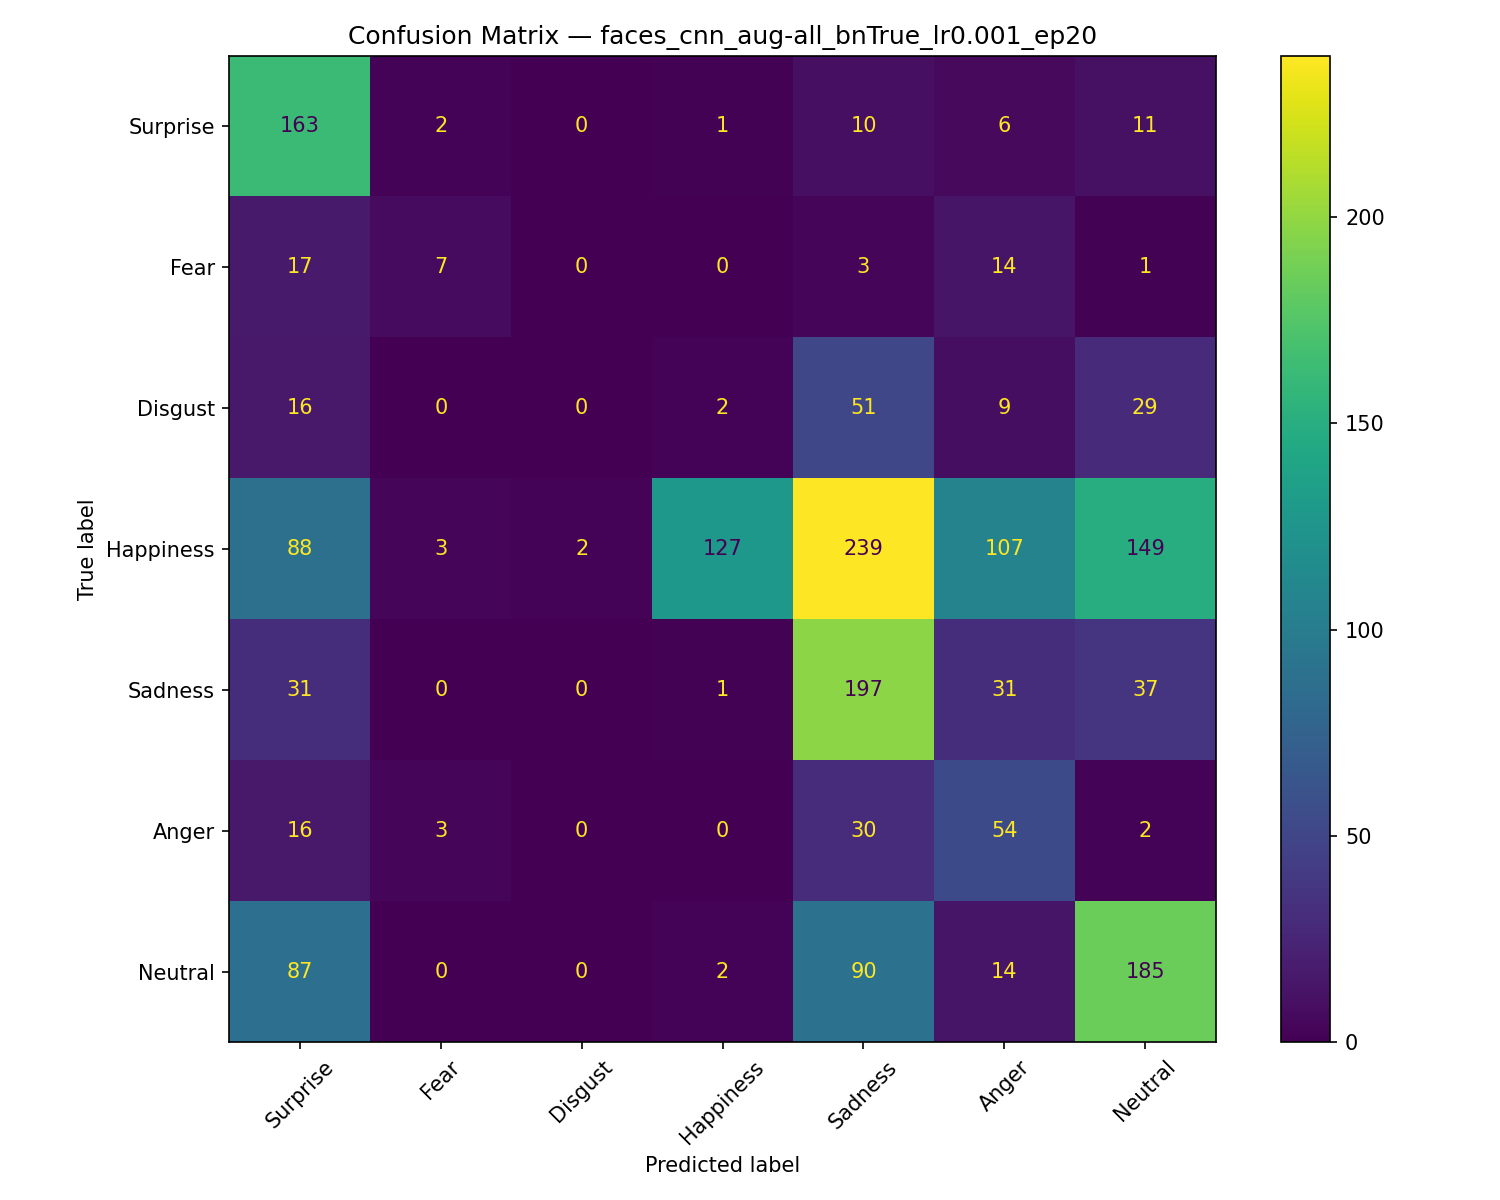 Confusion Matrix — faces_cnn_aug-all_bnTrue_lr0.001_ep20
Surprise 163 2 0 1 10 6 11
Fear 17 7 0 0 3 14 1
Disgust 16 0 0 2 51 9 29
Happiness 88 3 2 127 239 107 149
Sadness 31 0 0 1 197 31 37
Anger 16 3 0 0 30 54 2
Neutral 87 0 0 2 90 14 185
True label
Surprise Fear Disgust Happiness Sadness Anger Neutral
Predicted label
200
150
100
50
0